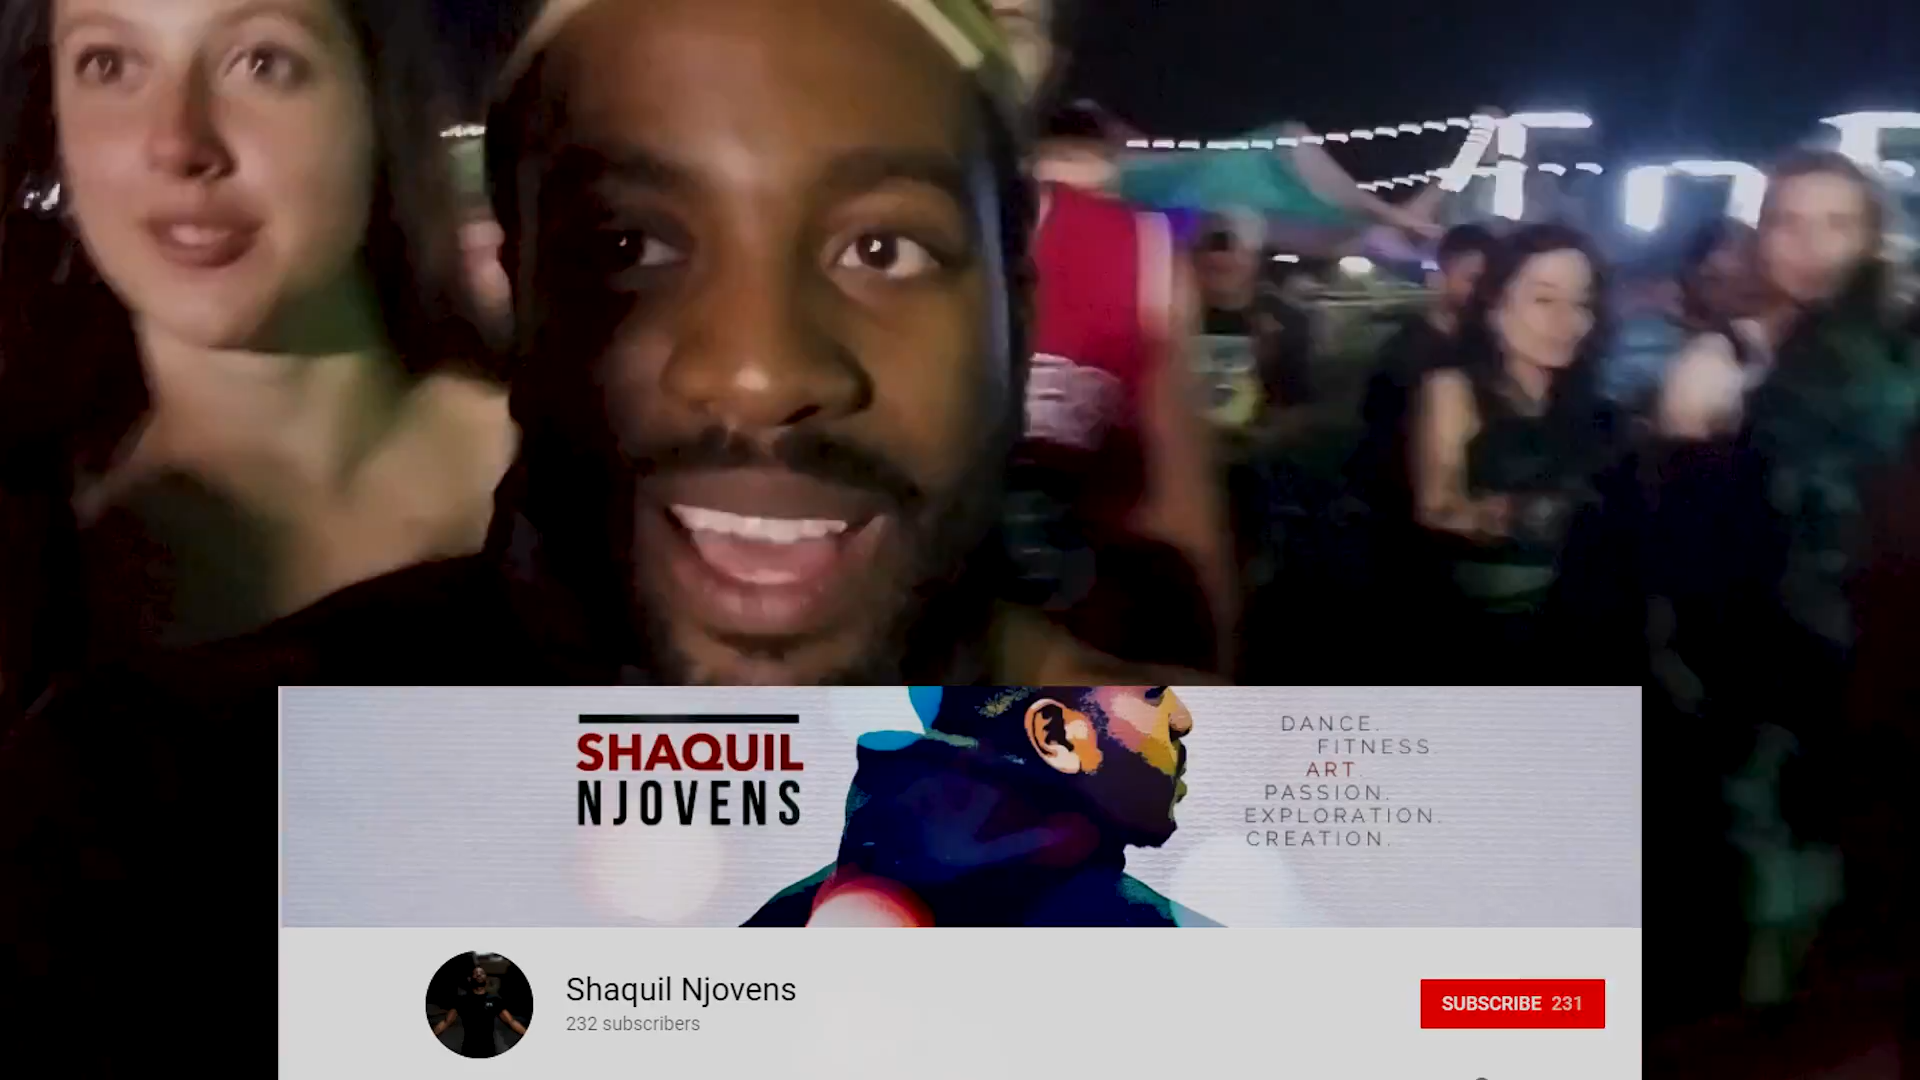 SHAQUIL
NJOVENS
DANCE.
FITNESS.
ART.
PASSION.
EXPLORATION.
CREATION.
Shaquil Njovens
232 subscribers
SUBSCRIBE 231